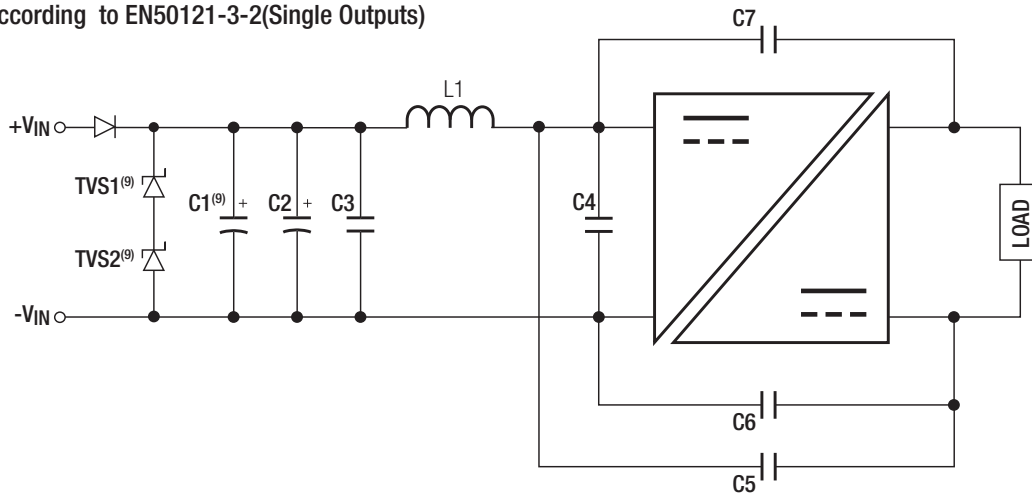 ccording to EN50121-3-2(Single Outputs)
C7
L1
+VIN
TVS1(9)
C1(9) +
C2 +
C3
C4
LOAD
TVS2(9)
-VIN
C6
C5